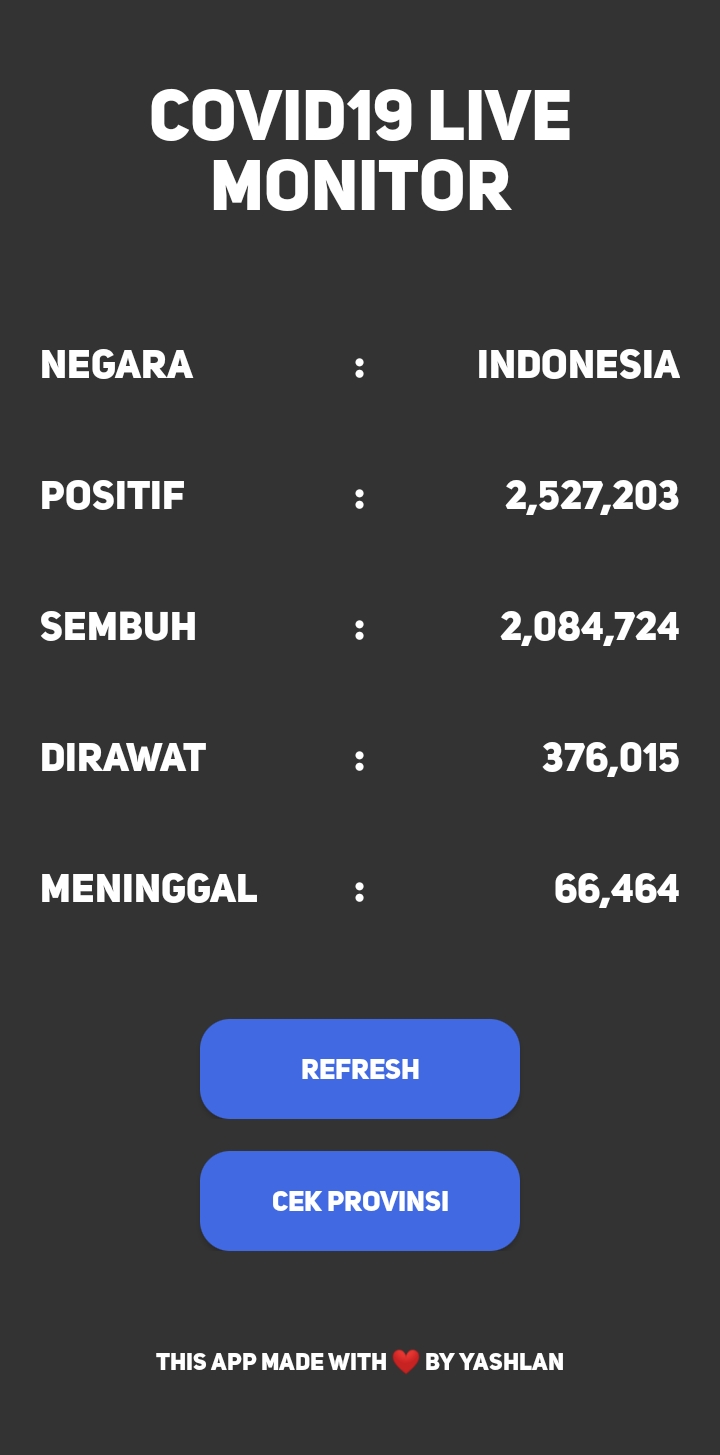 COVID19 LIVE
MONITOR
NEGARA : INDONESIA
POSITIF : 2,527,203
SEMBUH : 2,084,724
DIRAWAT : 376,015
MENINGGAL : 66,464
REFRESH
CEK PROVINSI
THIS APP MADE WITH ❤️ BY YASHLAN